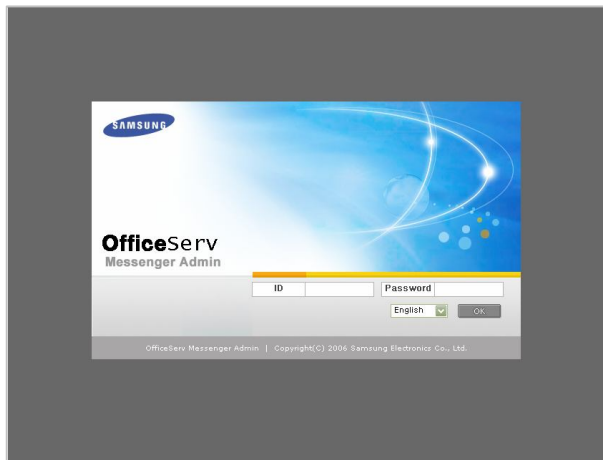 SAMSUNG
OfficeServ
Messenger Admin
ID Password
English OK
OfficeServ Messenger Admin | Copyright(C) 2006 Samsung Electronics Co., Ltd.